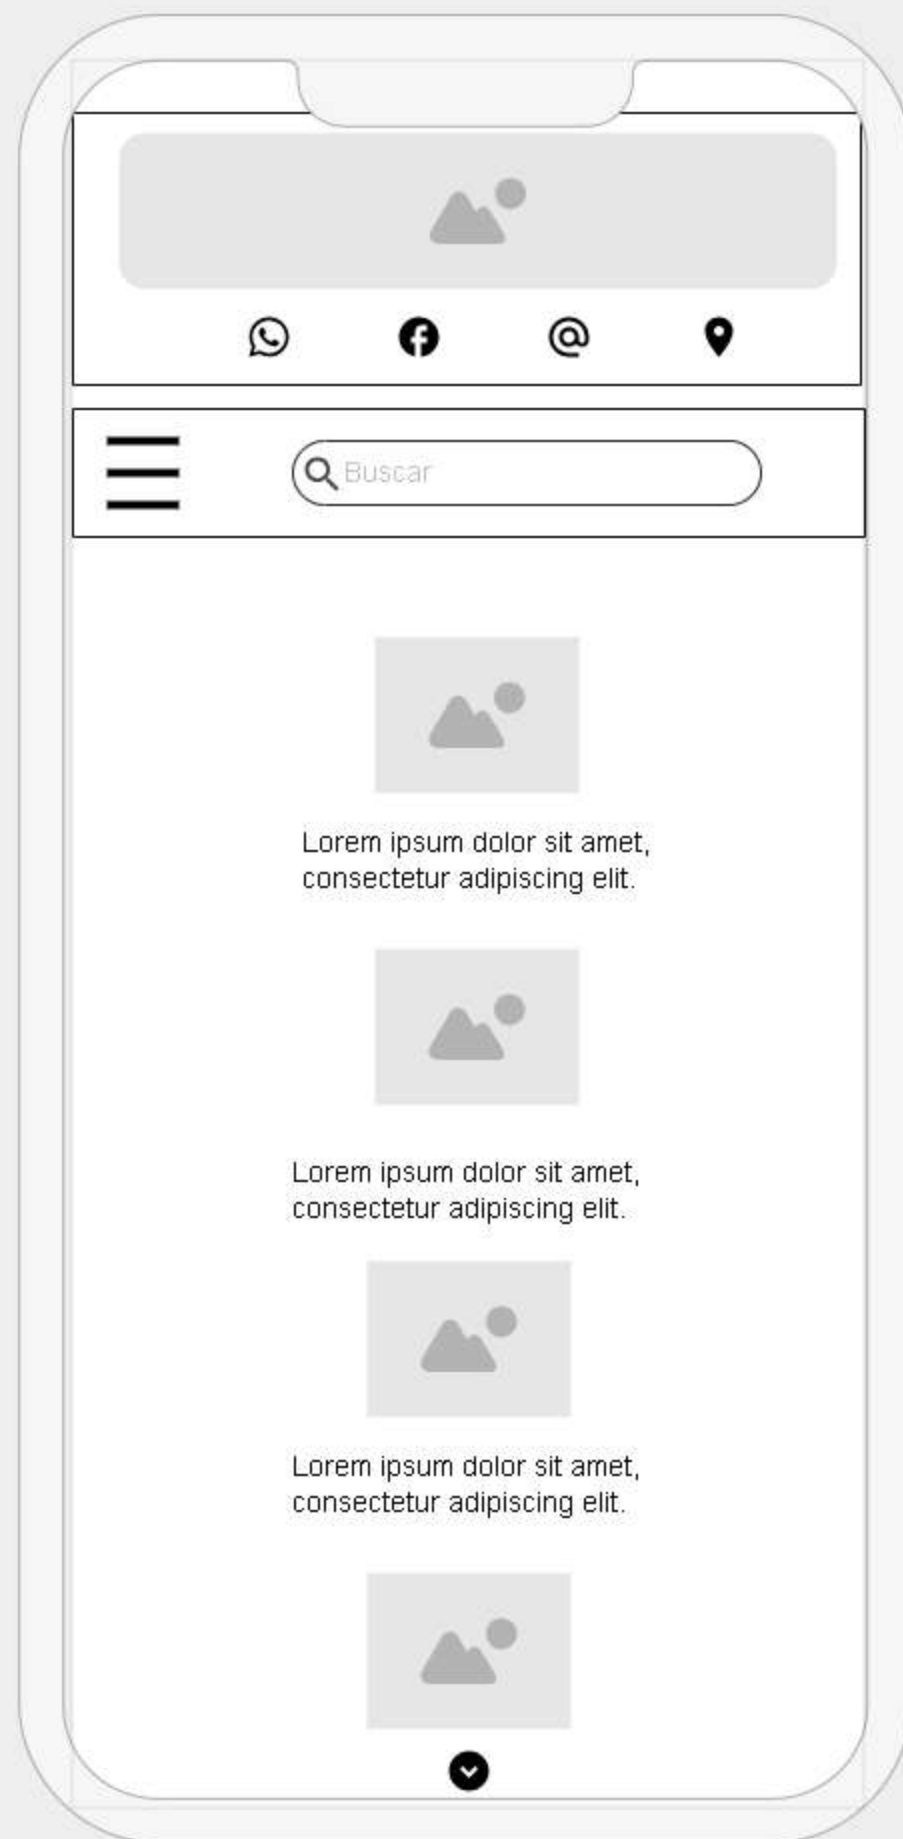 Buscar
Lorem ipsum dolor sit amet,
consectetur adipiscing elit.
Lorem ipsum dolor sit amet,
consectetur adipiscing elit.
Lorem ipsum dolor sit amet,
consectetur adipiscing elit.